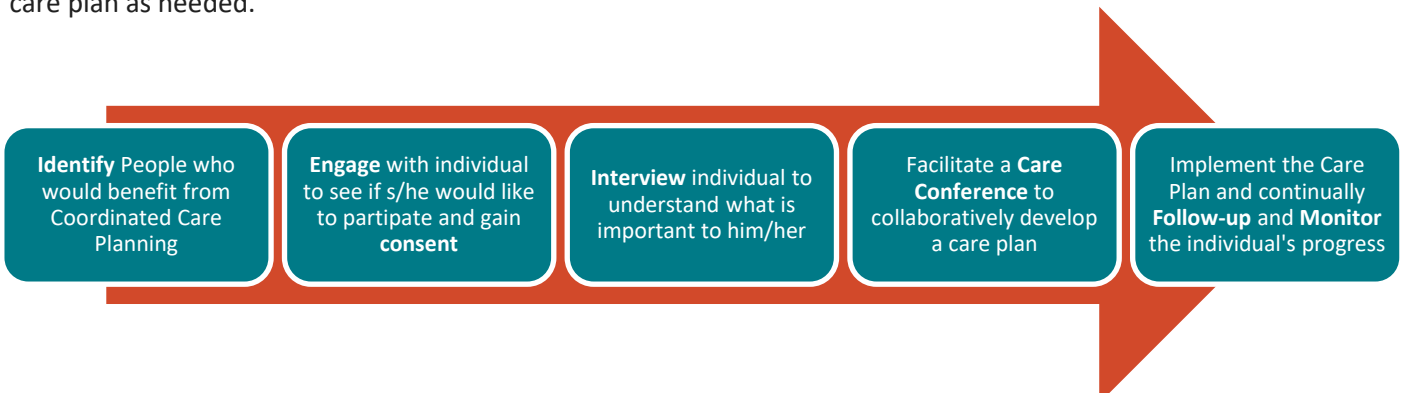 care plan as needed.
Identify People who
would benefit from
Coordinated Care
Planning
Engage with individual
to see if s/he would like
to partipate and gain
consent
Interview individual to
understand what is
important to him/her
Facilitate a Care
Conference to
collaboratively develop
a care plan
Implement the Care
Plan and continually
Follow-up and Monitor
the individual's progress